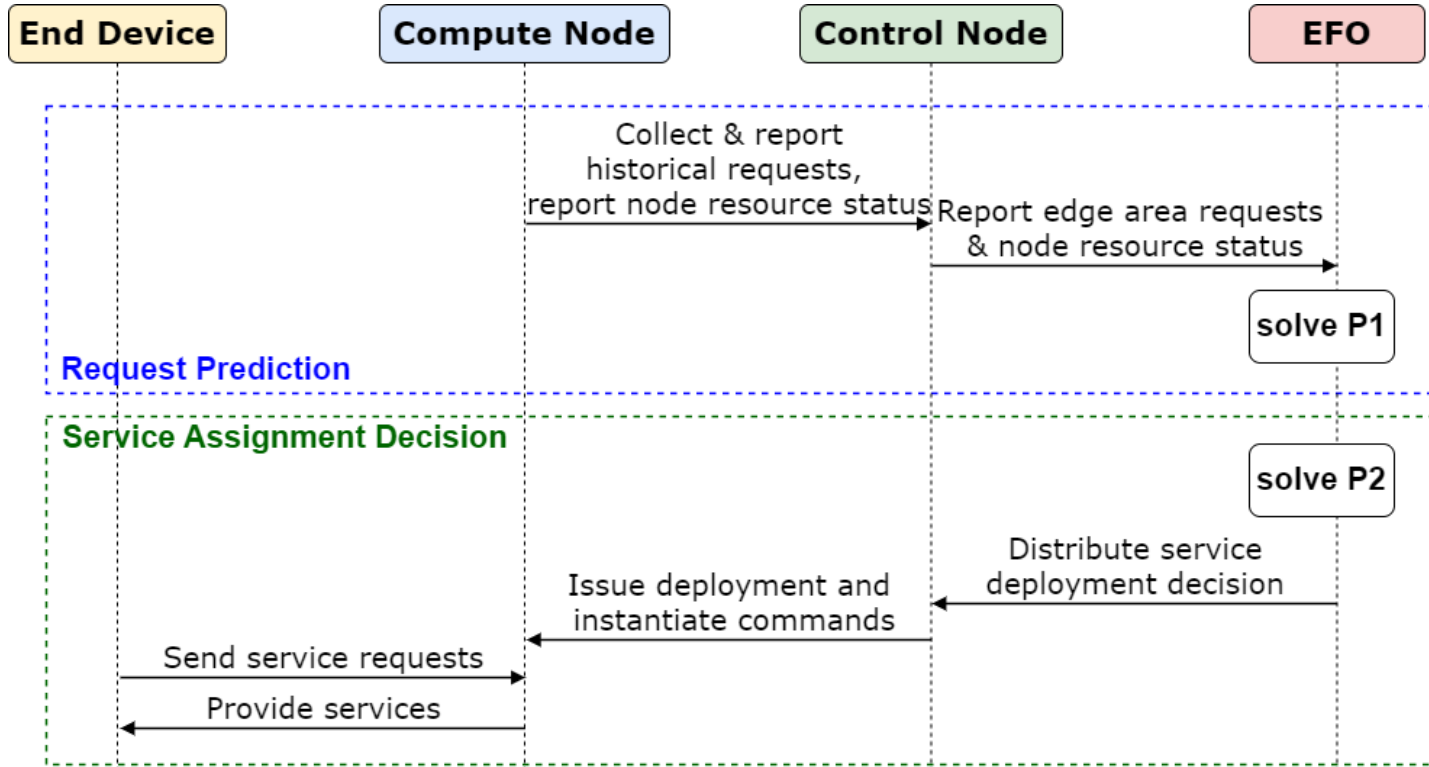 End Device
Compute Node
Control Node
EFO
Collect & report
historical requests,
report node resource status
Report edge area requests
& node resource status
solve P1
Request Prediction
Service Assignment Decision
solve P2
Distribute service
deployment decision
Issue deployment and
instantiate commands
Send service requests
Provide services